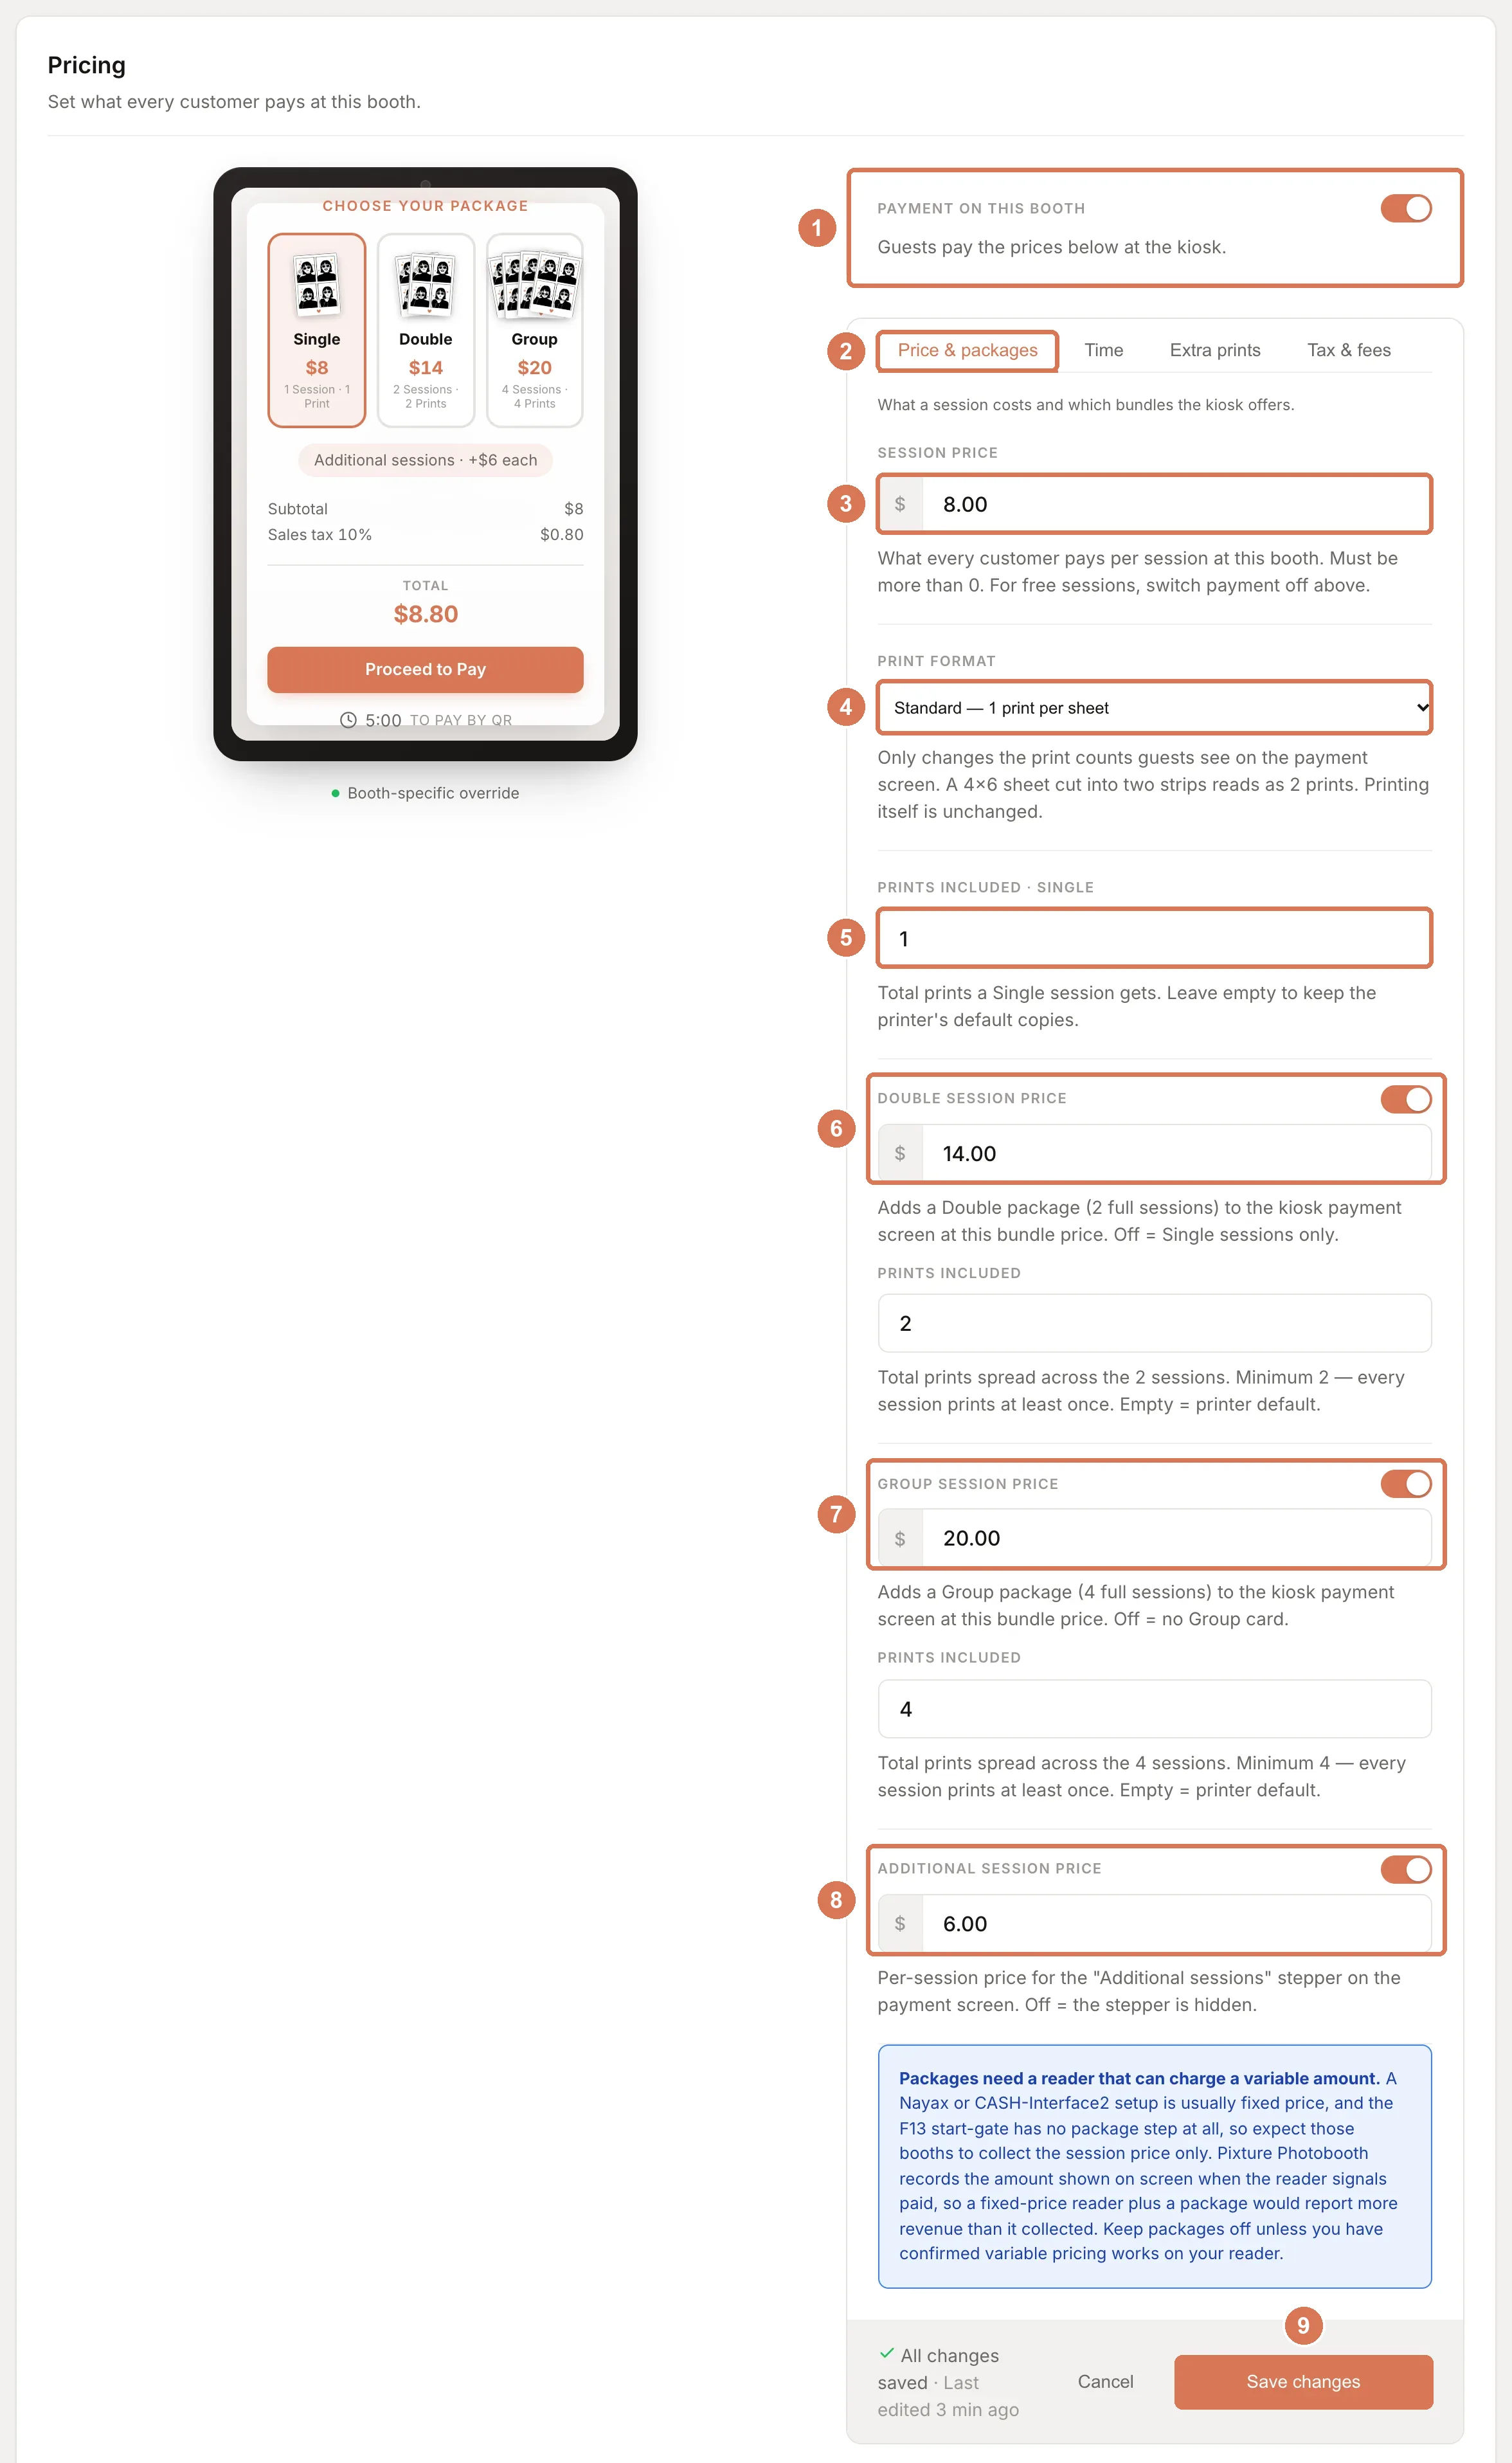 Pricing
Set what every customer pays at this booth.
CHOOSE YOUR PACKAGE
Single
$8
1 Session · 1
Print
Double
$14
2 Sessions ·
2 Prints
Group
$20
4 Sessions ·
4 Prints
Additional sessions · +$6 each
Subtotal $8
Sales tax 10% $0.80
TOTAL
$8.80
Proceed to Pay
5:00 TO PAY BY QR
Booth-specific override
1
PAYMENT ON THIS BOOTH
Guests pay the prices below at the kiosk.
2
Price & packages Time Extra prints Tax & fees
What a session costs and which bundles the kiosk offers.
SESSION PRICE
3
$ 8.00
What every customer pays per session at this booth. Must be
more than 0. For free sessions, switch payment off above.
PRINT FORMAT
4
Standard — 1 print per sheet
Only changes the print counts guests see on the payment
screen. A 4×6 sheet cut into two strips reads as 2 prints. Printing
itself is unchanged.
PRINTS INCLUDED · SINGLE
5
1
Total prints a Single session gets. Leave empty to keep the
printer's default copies.
DOUBLE SESSION PRICE
6
$ 14.00
Adds a Double package (2 full sessions) to the kiosk payment
screen at this bundle price. Off = Single sessions only.
PRINTS INCLUDED
2
Total prints spread across the 2 sessions. Minimum 2 — every
session prints at least once. Empty = printer default.
GROUP SESSION PRICE
7
$ 20.00
Adds a Group package (4 full sessions) to the kiosk payment
screen at this bundle price. Off = no Group card.
PRINTS INCLUDED
4
Total prints spread across the 4 sessions. Minimum 4 — every
session prints at least once. Empty = printer default.
ADDITIONAL SESSION PRICE
8
$ 6.00
Per-session price for the "Additional sessions" stepper on the
payment screen. Off = the stepper is hidden.
Packages need a reader that can charge a variable amount. A
Nayax or CASH-Interface2 setup is usually fixed price, and the
F13 start-gate has no package step at all, so expect those
booths to collect the session price only. Pixture Photobooth
records the amount shown on screen when the reader signals
paid, so a fixed-price reader plus a package would report more
revenue than it collected. Keep packages off unless you have
confirmed variable pricing works on your reader.
9
All changes
saved · Last
edited 3 min ago
Cancel
Save changes